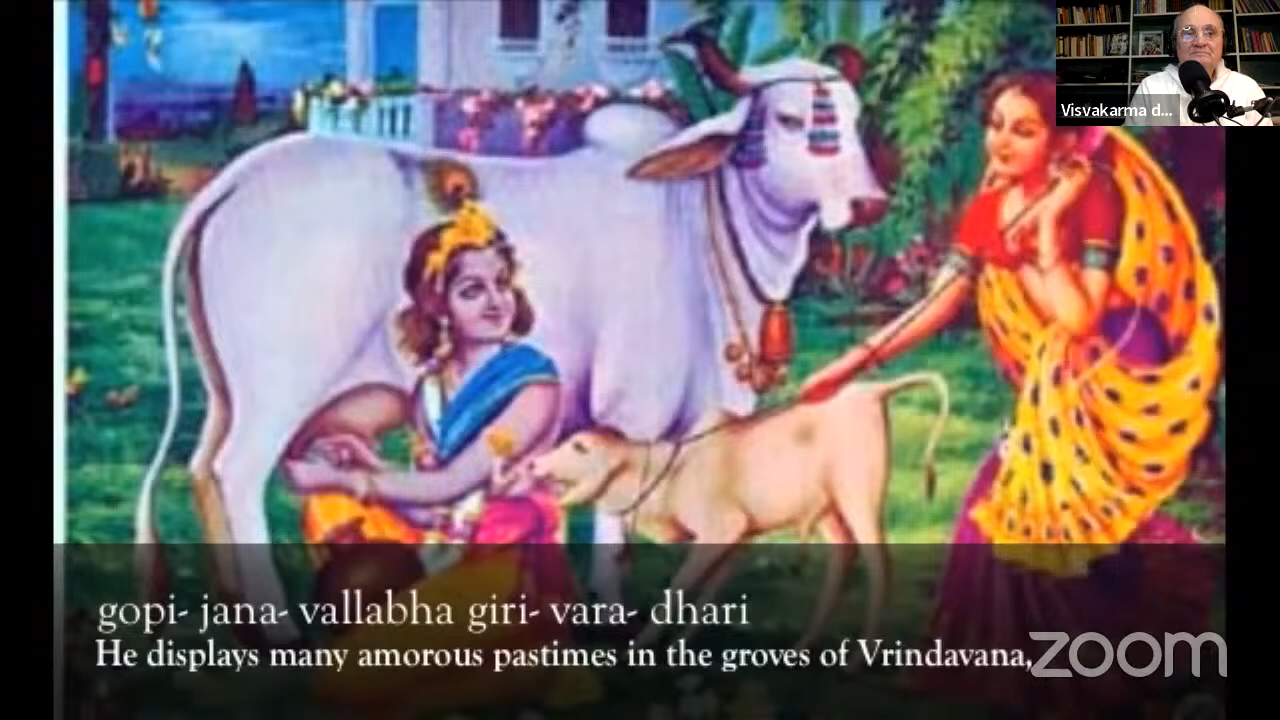 Visvakarma d...
gopi- jana- vallabha giri- vara- dhari
He displays many amorous pastimes in the groves of Vrindavana,
zoom